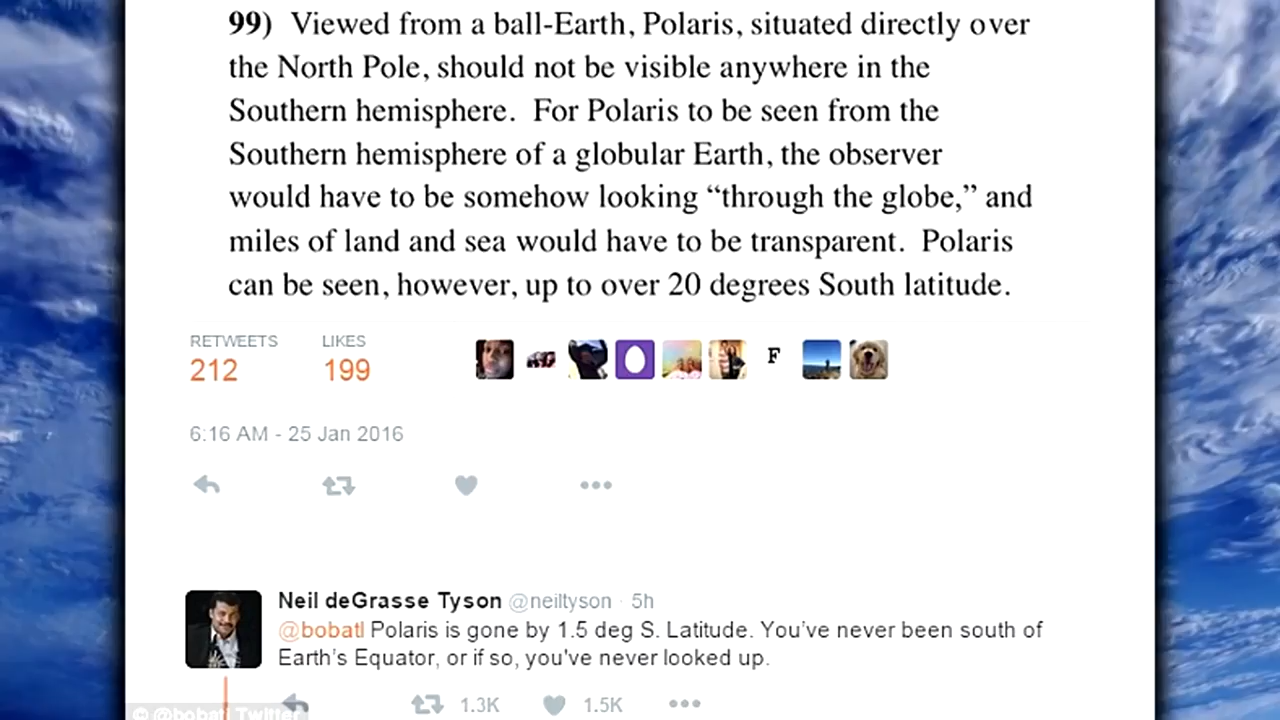 99) Viewed from a ball-Earth, Polaris, situated directly over
the North Pole, should not be visible anywhere in the
Southern hemisphere. For Polaris to be seen from the
Southern hemisphere of a globular Earth, the observer
would have to be somehow looking “through the globe,” and
miles of land and sea would have to be transparent. Polaris
can be seen, however, up to over 20 degrees South latitude.
RETWEETS LIKES
212 199
F
6:16 AM - 25 Jan 2016
Neil deGrasse Tyson @neiltyson · 5h
@bobatl Polaris is gone by 1.5 deg S. Latitude. You’ve never been south of
Earth’s Equator, or if so, you've never looked up.
1.3K 1.5K
© @bobatl Twitter